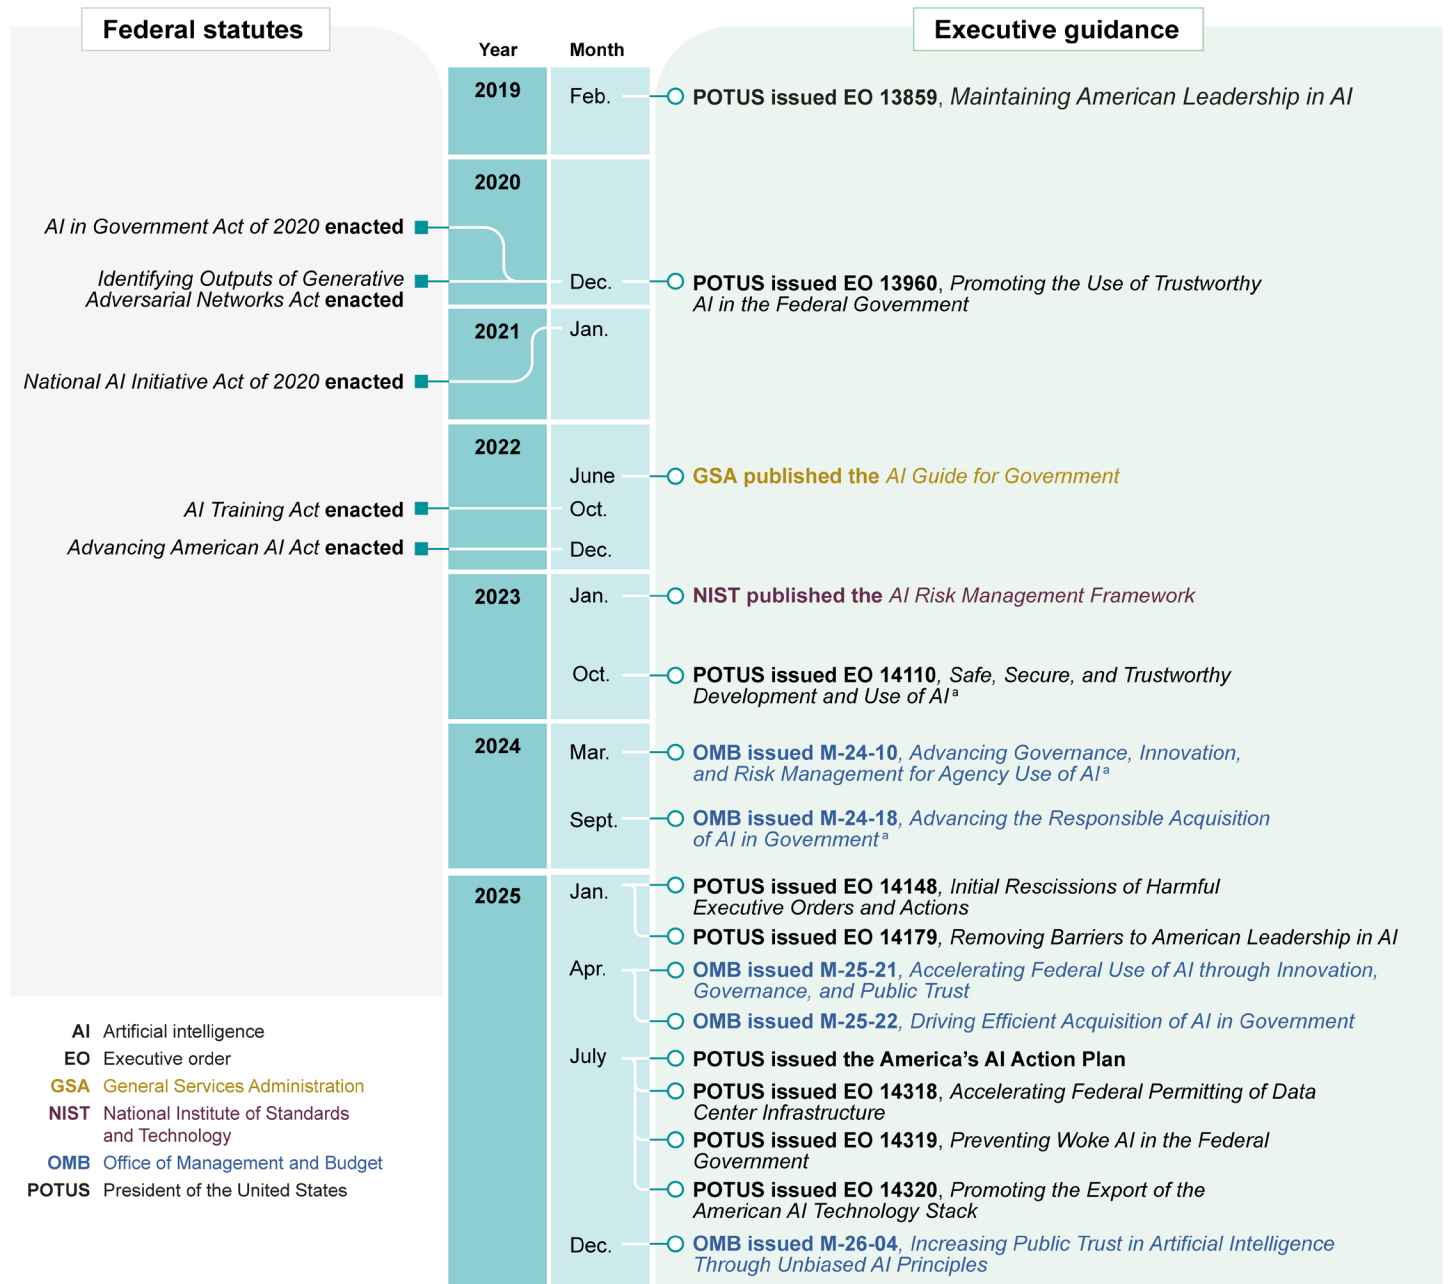 Federal statutes
Executive guidance
Year
Month
2019
Feb.
POTUS issued EO 13859, Maintaining American Leadership in AI
2020
AI in Government Act of 2020 enacted
Identifying Outputs of Generative
Adversarial Networks Act enacted
Dec.
POTUS issued EO 13960, Promoting the Use of Trustworthy
AI in the Federal Government
2021
Jan.
National AI Initiative Act of 2020 enacted
2022
June
GSA published the AI Guide for Government
AI Training Act enacted
Oct.
Advancing American AI Act enacted
Dec.
2023
Jan.
NIST published the AI Risk Management Framework
Oct.
POTUS issued EO 14110, Safe, Secure, and Trustworthy
Development and Use of AI a
2024
Mar.
OMB issued M-24-10, Advancing Governance, Innovation,
and Risk Management for Agency Use of AI a
Sept.
OMB issued M-24-18, Advancing the Responsible Acquisition
of AI in Government a
2025
Jan.
POTUS issued EO 14148, Initial Rescissions of Harmful
Executive Orders and Actions
POTUS issued EO 14179, Removing Barriers to American Leadership in AI
Apr.
OMB issued M-25-21, Accelerating Federal Use of AI through Innovation,
Governance, and Public Trust
OMB issued M-25-22, Driving Efficient Acquisition of AI in Government
July
POTUS issued the America's AI Action Plan
POTUS issued EO 14318, Accelerating Federal Permitting of Data
Center Infrastructure
POTUS issued EO 14319, Preventing Woke AI in the Federal
Government
POTUS issued EO 14320, Promoting the Export of the
American AI Technology Stack
Dec.
OMB issued M-26-04, Increasing Public Trust in Artificial Intelligence
Through Unbiased AI Principles
AI Artificial intelligence
EO Executive order
GSA General Services Administration
NIST National Institute of Standards
and Technology
OMB Office of Management and Budget
POTUS President of the United States